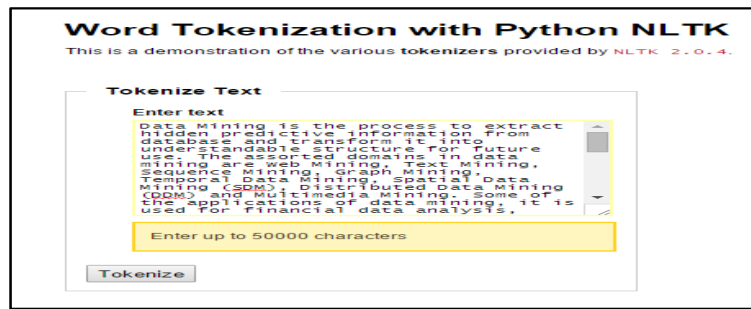 Word Tokenization with Python NLTK
This is a demonstration of the various tokenizers provided by NLTK 2.0.4.
Tokenize Text
Enter text
Data Mining is the process to extract
hidden predictive information from
database and transform it into
understandable structure for future
use. The assorted domains in data
mining are Web Mining, Text Mining,
Sequence Mining, Graph Mining,
Temporal Data Mining, Spatial Data
Mining (SDM), Distributed Data Mining
(DDM) and Multimedia Mining. Some of
the applications of data mining, it is
used for financial data analysis,
Enter up to 50000 characters
Tokenize